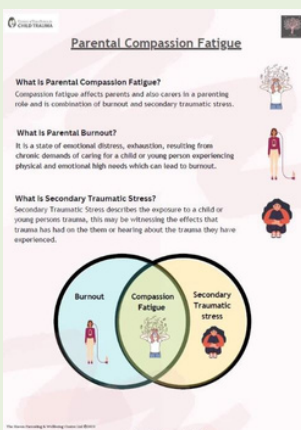 CHILD TRAUMA
Parental Compassion Fatigue
What is Parental Compassion Fatigue?
Compassion fatigue affects parents and also carers in a parenting
role and is combination of burnout and secondary traumatic stress.
What is Parental Burnout?
It is a state of emotional distress, exhaustion, resulting from
chronic demands of caring for a child or young person experiencing
physical and emotional high needs which can lead to burnout.
What is Secondary Traumatic Stress?
Secondary Traumatic Stress describes the exposure to a child or
young persons trauma, this may be witnessing the effects that
trauma has had on the them or hearing about the trauma they have
experienced.
Burnout
Compassion
Fatigue
Secondary
Traumatic
stress